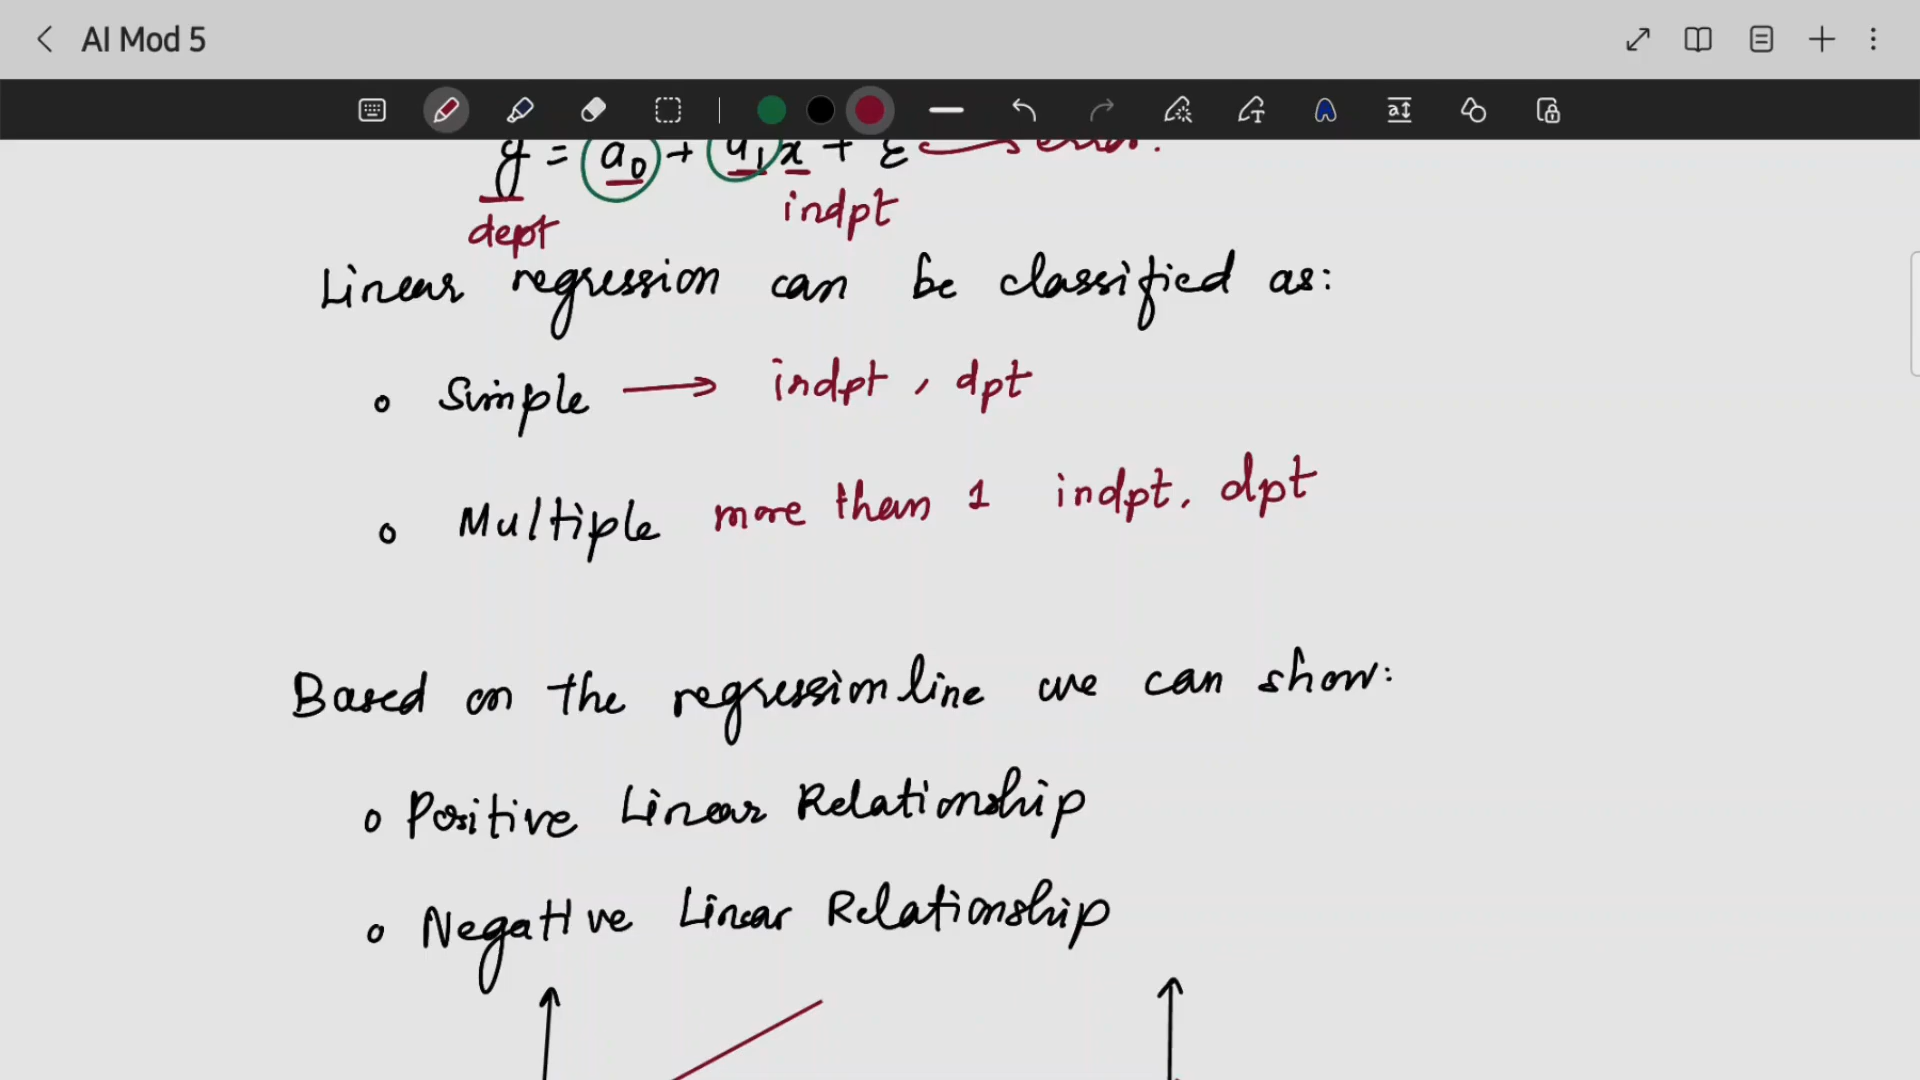 AI Mod 5
y = a0 + a1x + ε error.
dept indpt
Linear regression can be classified as:
Simple → indpt, dpt
Multiple more than 1 indpt, dpt
Based on the regression line we can show:
Positive Linear Relationship
Negative Linear Relationship